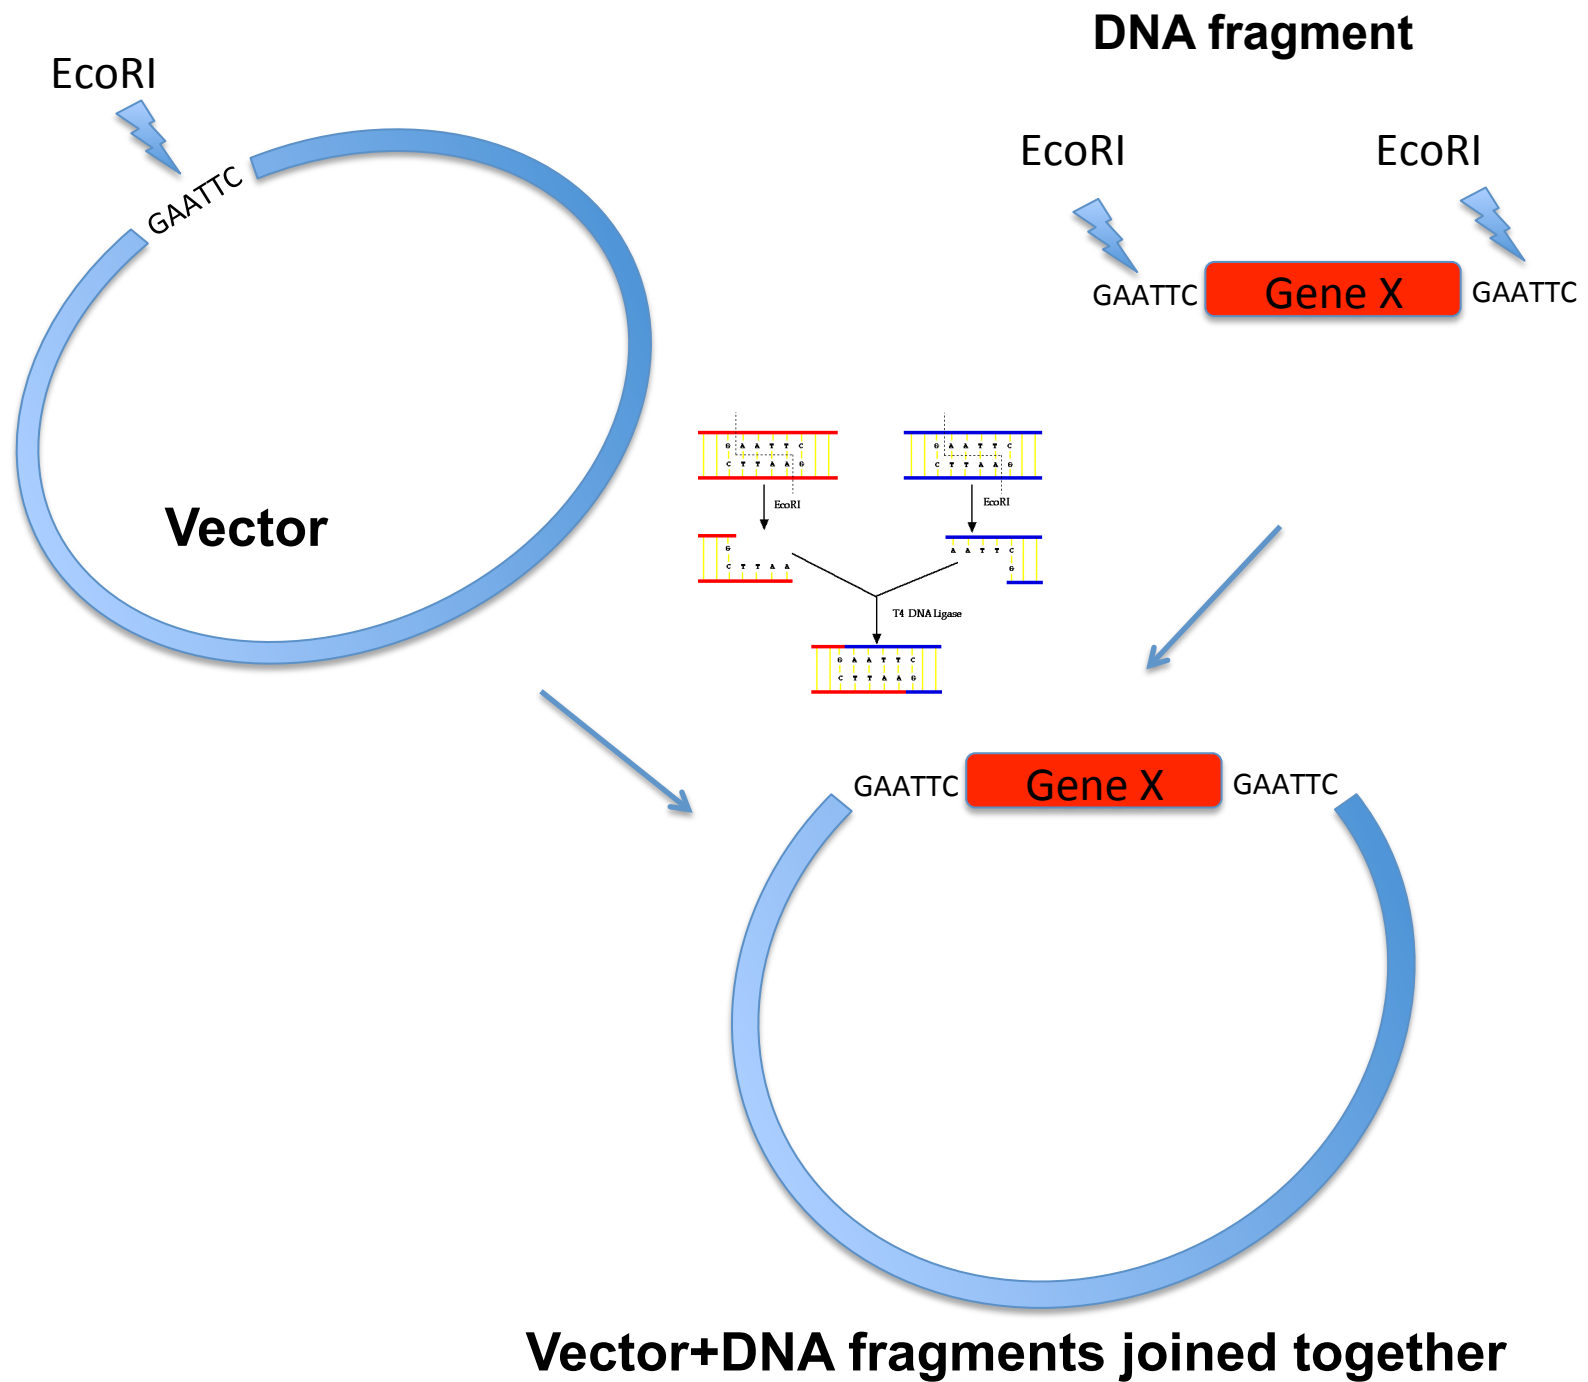 DNA fragment
EcoRI
GAATTC
Vector
EcoRI
EcoRI
GAATTC
Gene X
GAATTC
G A A T T C
C T T A A G
EcoRI
G
C T T A A
G A A T T C
C T T A A G
EcoRI
A A T T C
G
T4 DNA Ligase
G A A T T C
C T T A A G
GAATTC
Gene X
GAATTC
Vector+DNA fragments joined together